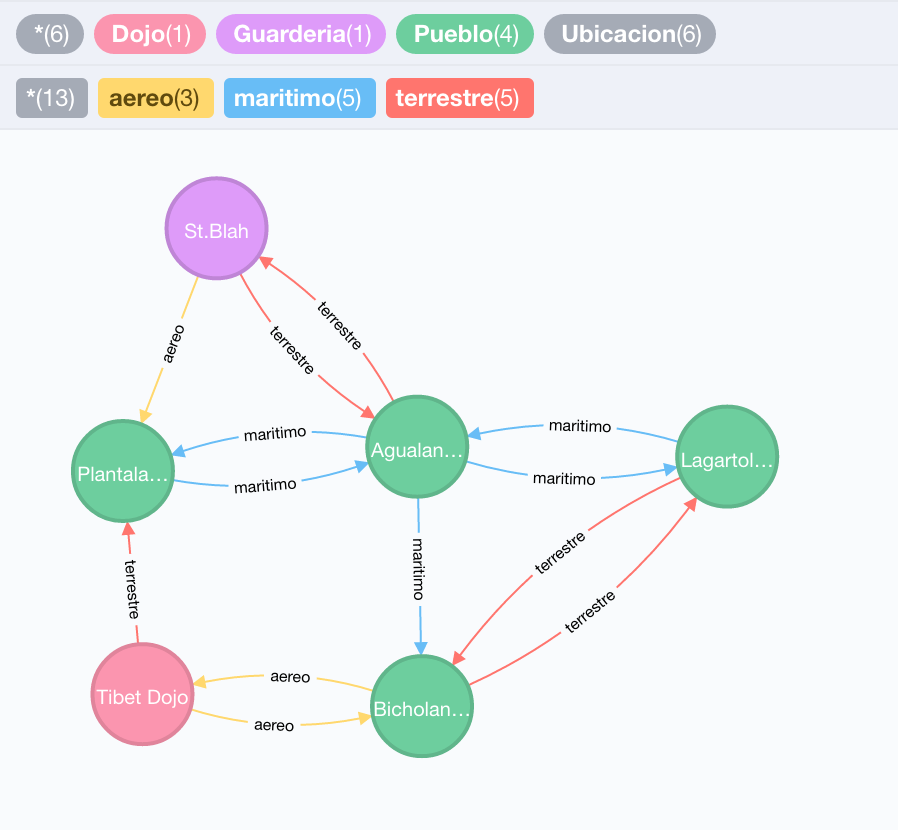 *(6) Dojo(1) Guarderia(1) Pueblo(4) Ubicacion(6)
*(13) aereo(3) maritimo(5) terrestre(5)
St.Blah
terrestre
aereo
terrestre
maritimo
maritimo
Agualan…
Lagartol…
Plantala…
maritimo
maritimo
terrestre
maritimo
terrestre
terrestre
aereo
Tibet Dojo
Bicholan…
aereo